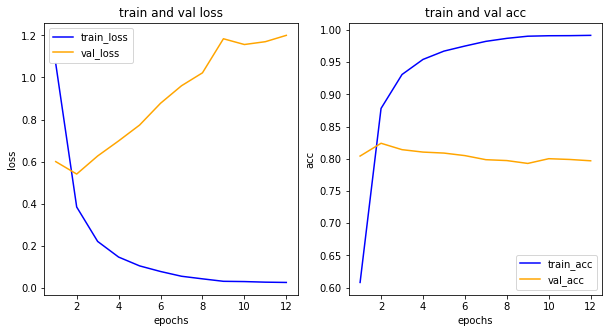 train and val loss
train_loss
val_loss
1.2
1.0
0.8
0.6
0.4
0.2
0.0
loss
2 4 6 8 10 12
epochs
train and val acc
1.00
0.95
0.90
0.85
0.80
0.75
0.70
0.65
0.60
acc
train_acc
val_acc
2 4 6 8 10 12
epochs